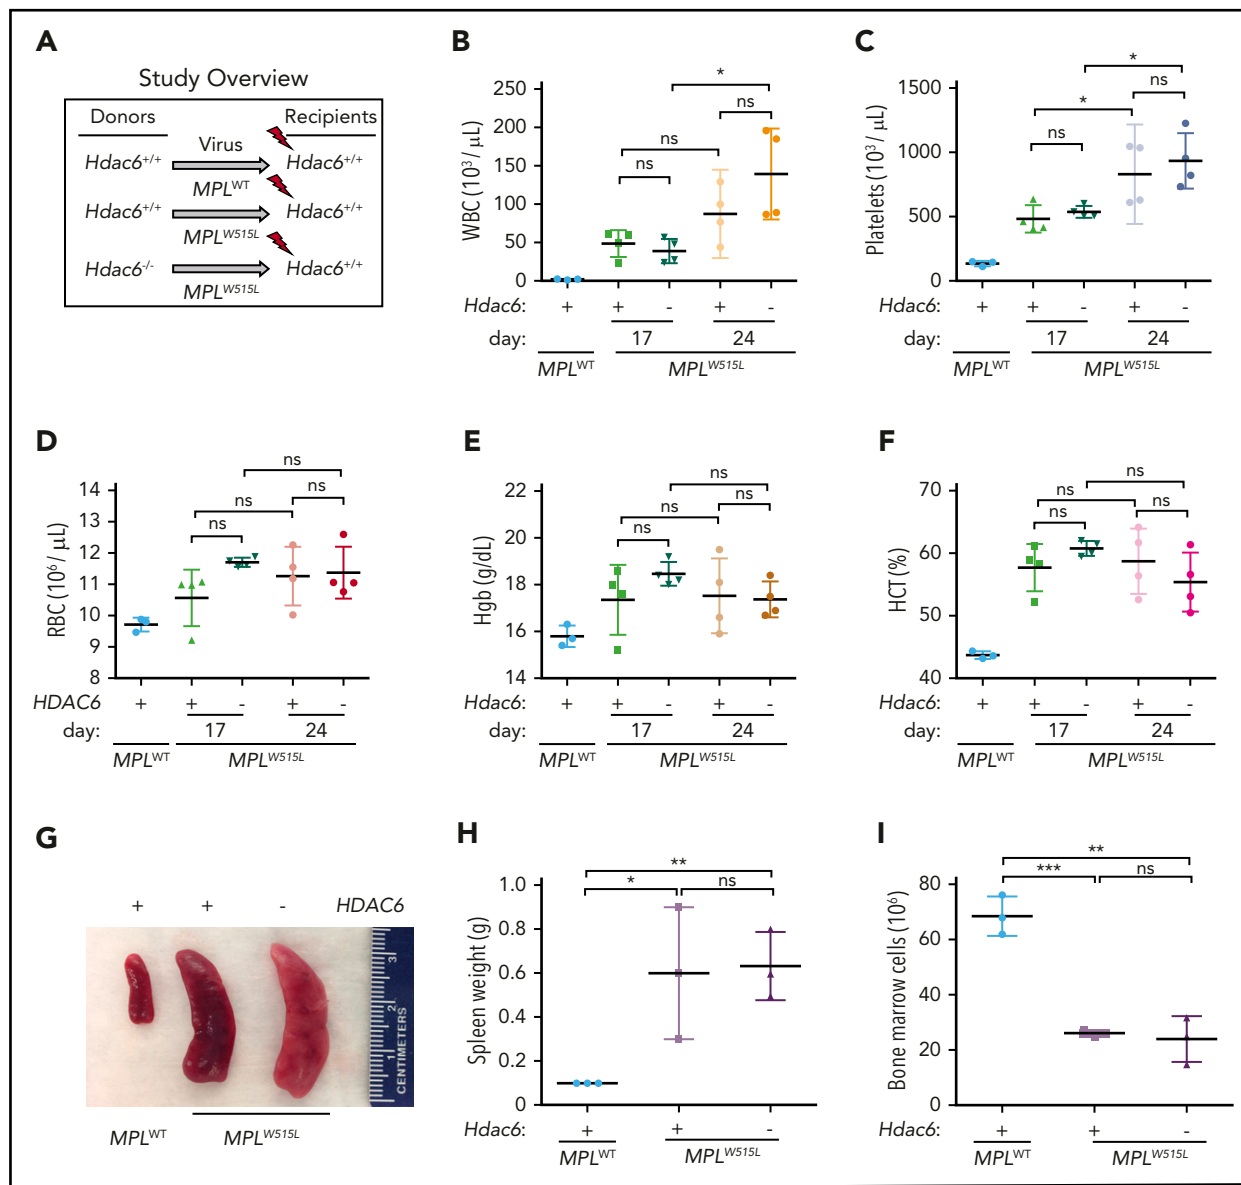 A
Study Overview
Donors Recipients
Virus
Hdac6+/+ Hdac6+/+
MPLWT
Hdac6+/+ Hdac6+/+
MPLW515L
Hdac6-/- Hdac6+/+
MPLW515L
B
WBC (10³/ μL)
250
200
150
100
50
0
*
ns
ns
ns
Hdac6: + + - + -
day: 17 24
MPLWT MPLW515L
C
Platelets (10³/ μL)
1500
1000
500
0
*
*
ns
ns
Hdac6: + + - + -
day: 17 24
MPLWT MPLW515L
D
RBC (10⁶/ μL)
14
13
12
11
10
9
8
ns
ns
ns
ns
HDAC6 + + - + -
day: 17 24
MPLWT MPLW515L
E
Hgb (g/dL)
22
20
18
16
14
ns
ns
ns
ns
Hdac6: + + - + -
day: 17 24
MPLWT MPLW515L
F
HCT (%)
70
60
50
40
ns
ns
ns
ns
Hdac6: + + - + -
day: 17 24
MPLWT MPLW515L
G
+ + - HDAC6
3
2
1
CENTIMETERS
MPLWT MPLW515L
H
Spleen weight (g)
1.0
0.8
0.6
0.4
0.2
0
**
* ns
Hdac6: + + -
MPLWT MPLW515L
I
Bone marrow cells (10⁶)
80
60
40
20
0
**
*** ns
Hdac6: + + -
MPLWT MPLW515L